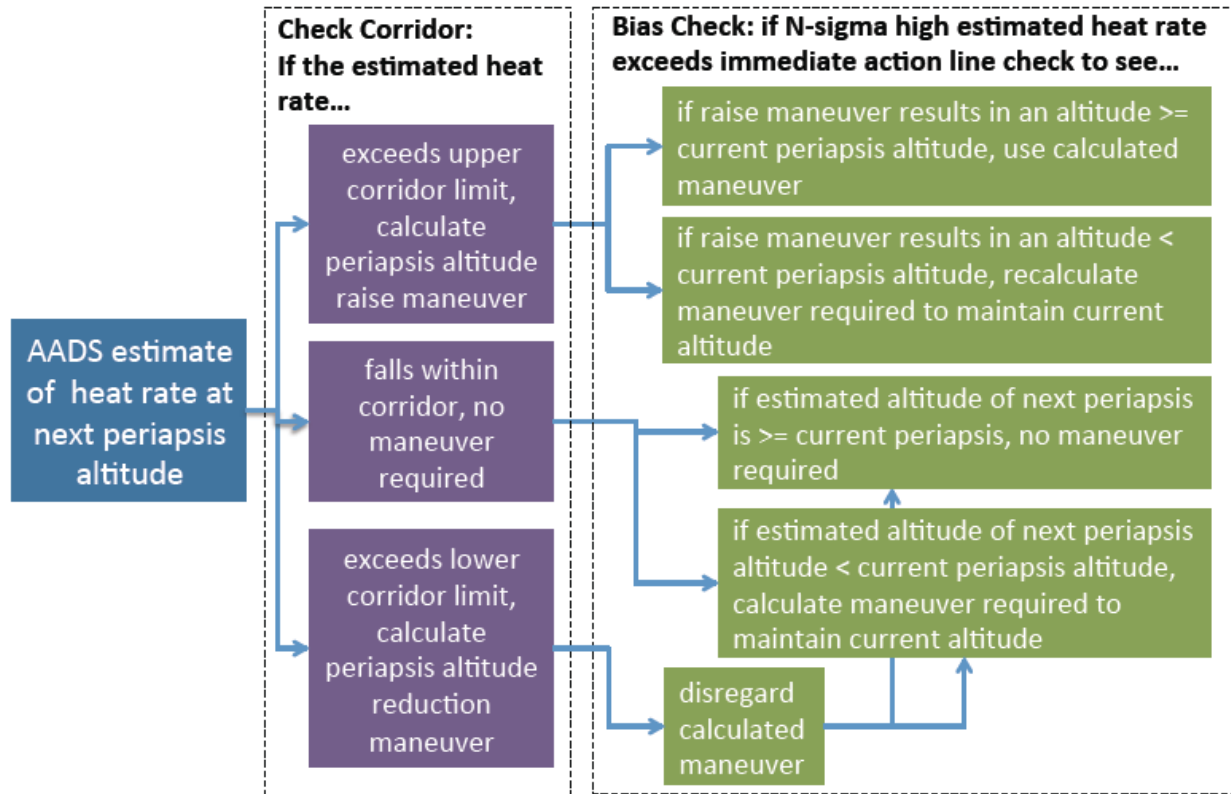 AADS estimate
of heat rate at
next periapsis
altitude
Check Corridor:
If the estimated heat
rate...
exceeds upper
corridor limit,
calculate
periapsis altitude
raise maneuver
falls within
corridor, no
maneuver
required
exceeds lower
corridor limit,
calculate
periapsis altitude
reduction
maneuver
Bias Check: if N-sigma high estimated heat rate
exceeds immediate action line check to see...
if raise maneuver results in an altitude >=
current periapsis altitude, use calculated
maneuver
if raise maneuver results in an altitude <
current periapsis altitude, recalculate
maneuver required to maintain current
altitude
if estimated altitude of next periapsis
is >= current periapsis, no maneuver
required
if estimated altitude of next periapsis
altitude < current periapsis altitude,
calculate maneuver required to
maintain current altitude
disregard
calculated
maneuver